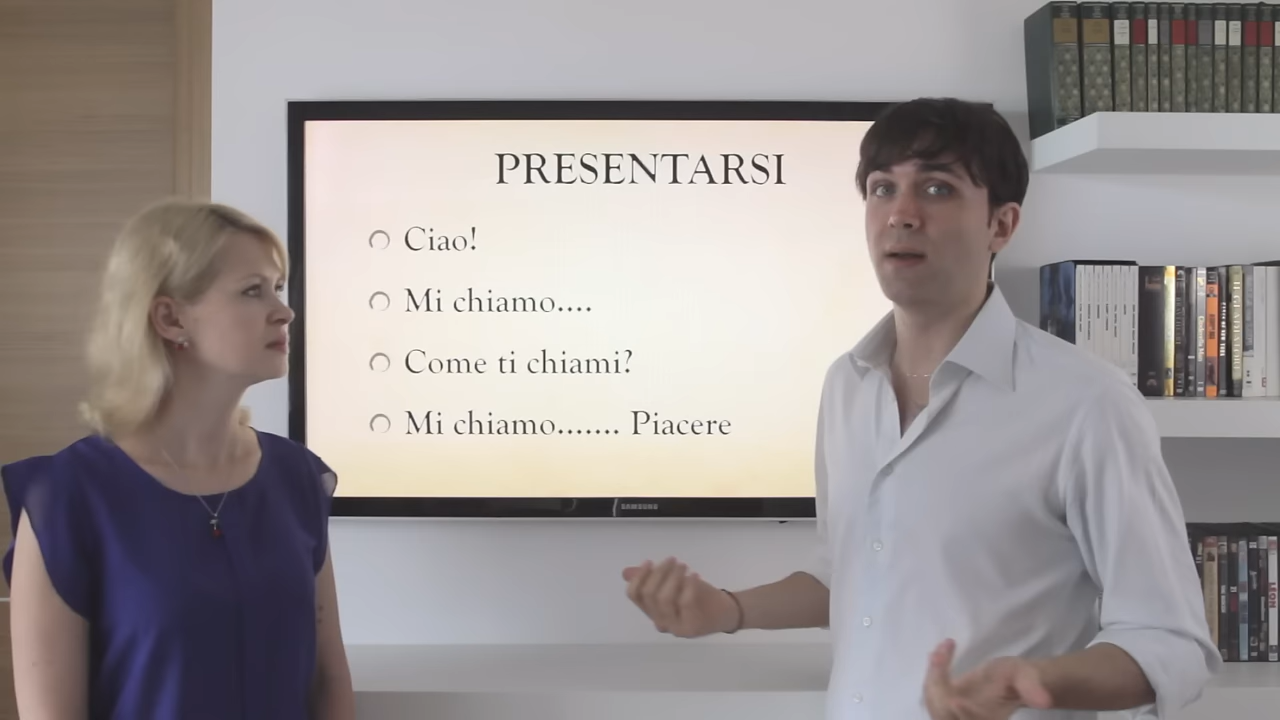 PRESENTARSI
Ciao!
Mi chiamo....
Come ti chiami?
Mi chiamo....... Piacere
SAMSUNG